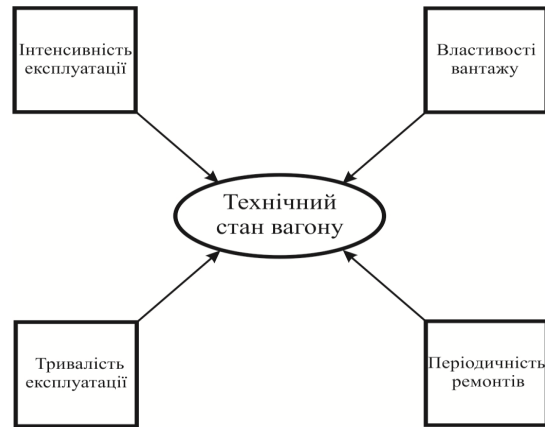 Інтенсивність
експлуатації
Властивості
вантажу
Технічний
стан вагону
Тривалість
експлуатації
Періодичність
ремонтів